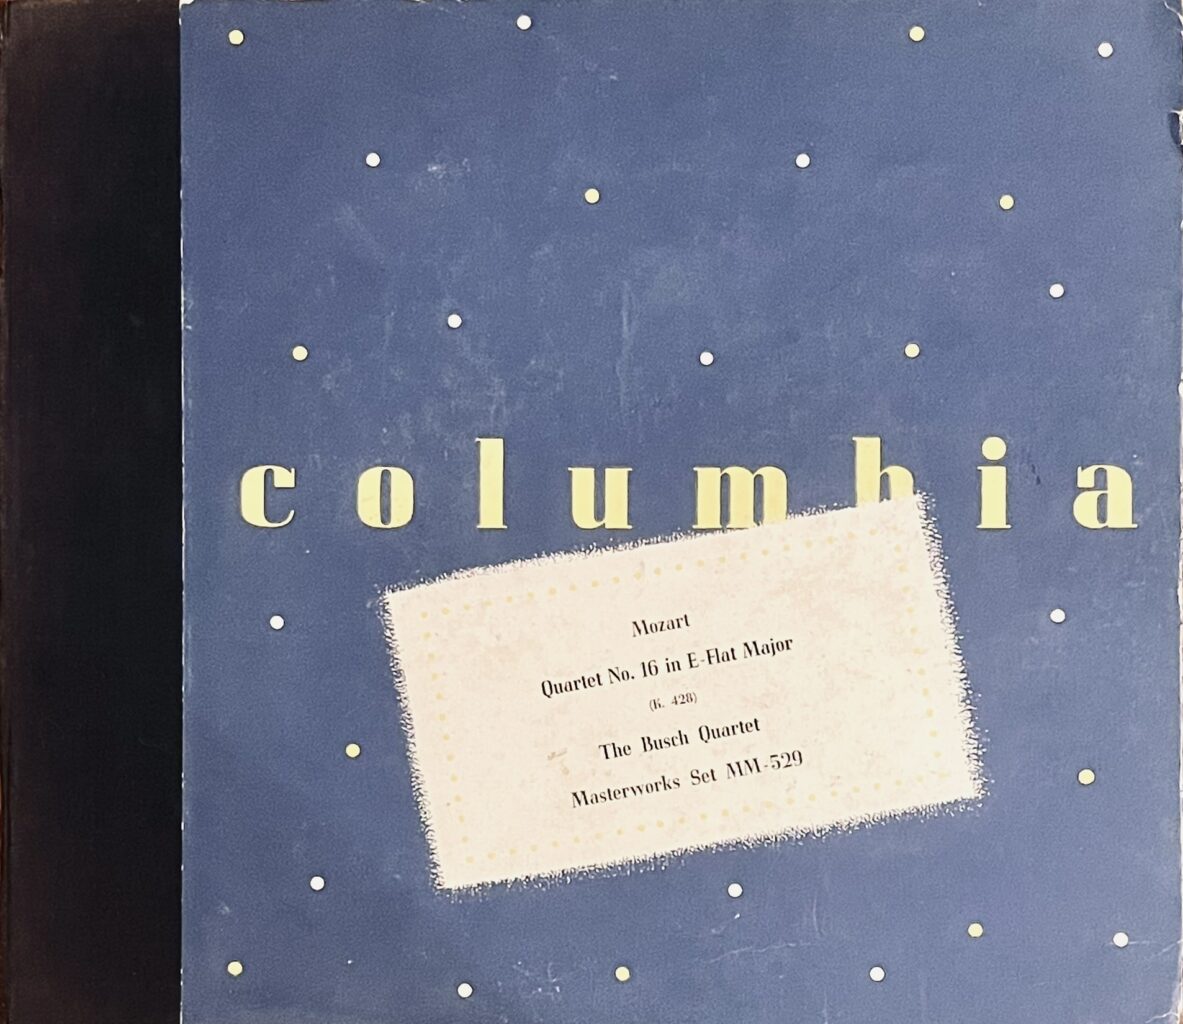 columbia
Mozart
Quartet No. 16 in E-Flat Major
(K. 428)
The Busch Quartet
Masterworks Set MM-529